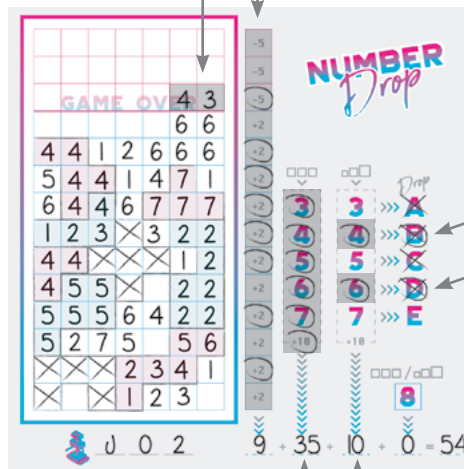 -5
-5
NUMBER
Drop
GAME OVER 4 3 -5
6 6 +2
4 4 1 2 6 6 6 +2
5 4 4 1 4 7 1 +2
Drop
6 4 4 6 7 7 7 +2 3 3 >>> A
1 2 3 X 3 2 2 +2 4 4 >>> B
4 4 X X X 1 2 +2 5 5 >>> C
4 5 5 X 2 2 +2 6 6 >>> D
5 5 5 6 4 2 2 +2 7 7 >>> E
5 2 7 5 5 6 +2 +10 +10
X X X 2 3 4 1 +2
X X 1 2 3 +2 8
J 0 2 9 + 35 + 10 + 0 = 54